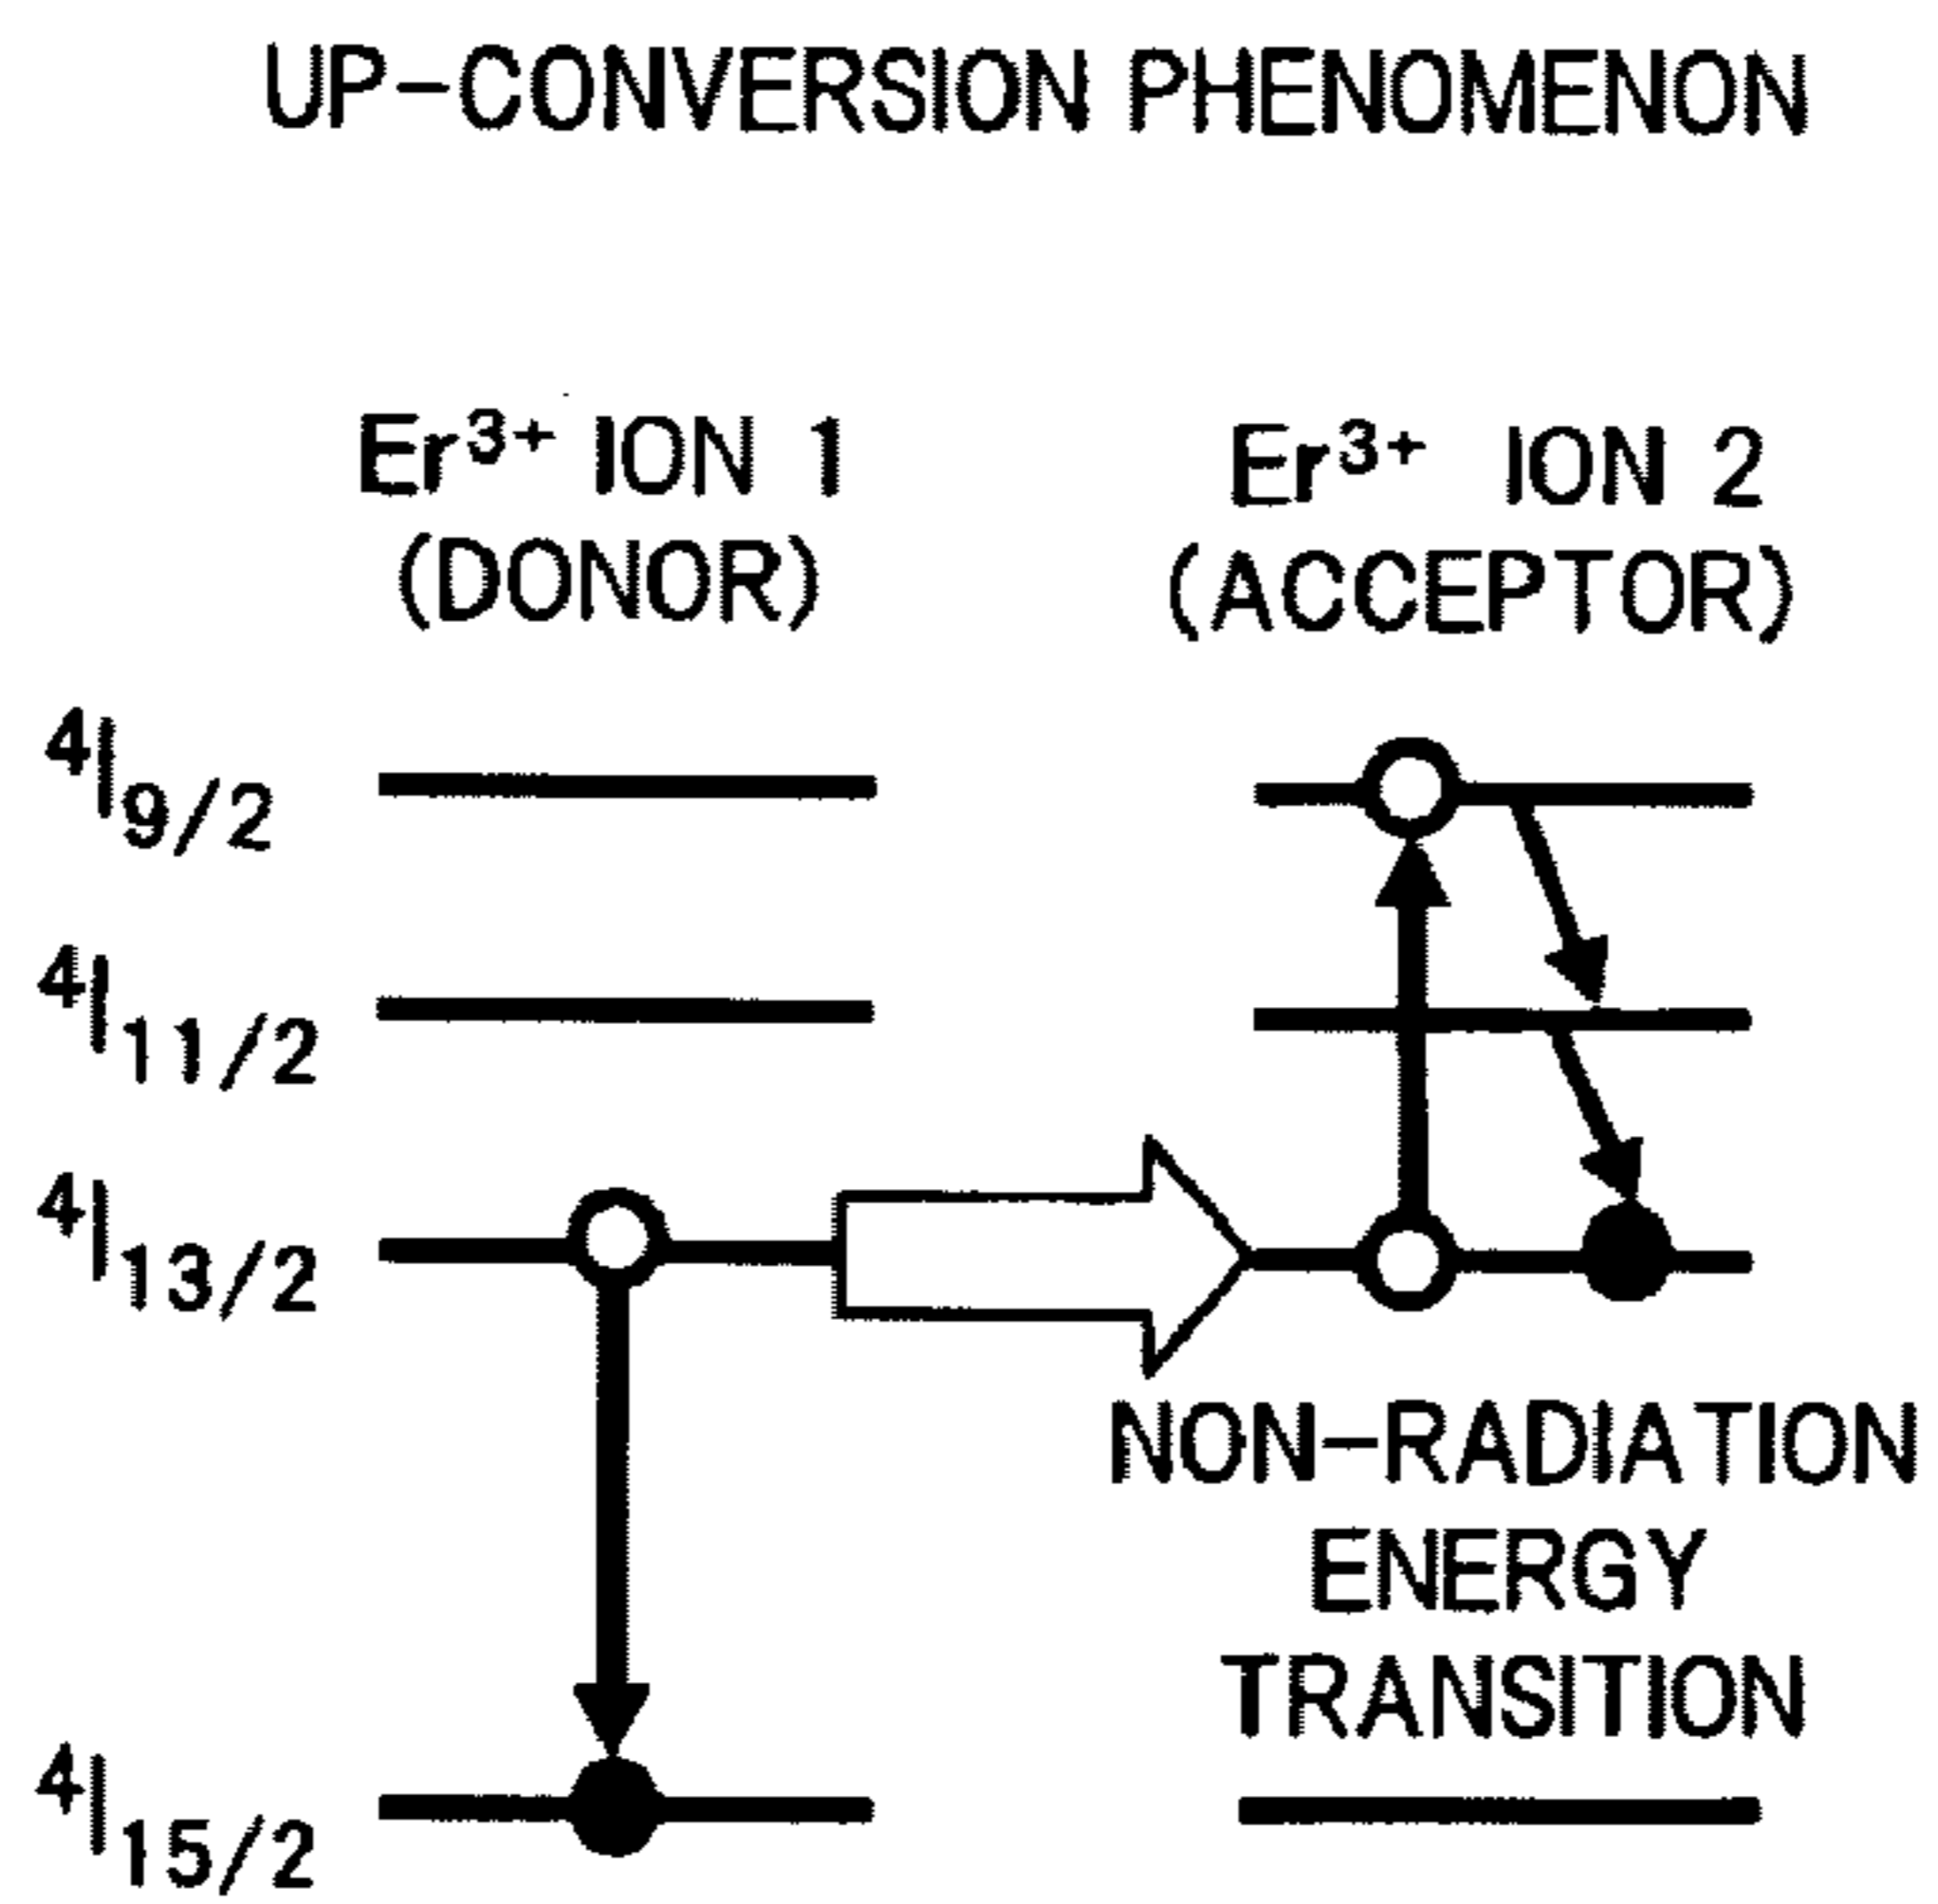 UP-CONVERSION PHENOMENON
Er³⁺ ION 1
(DONOR)
Er³⁺ ION 2
(ACCEPTOR)
⁴I9/2
⁴I11/2
⁴I13/2
NON-RADIATION
ENERGY
TRANSITION
⁴I15/2